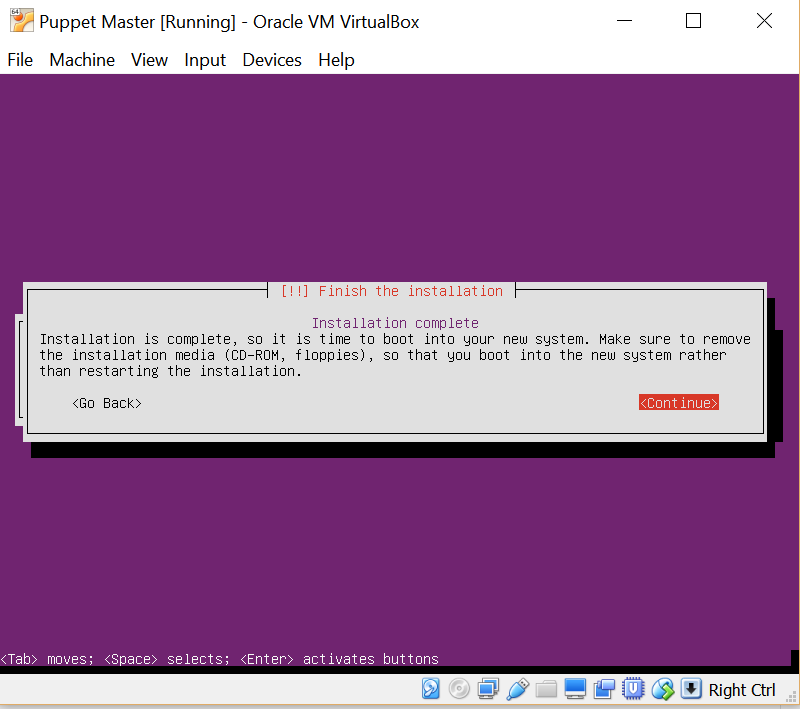 64
Puppet Master [Running] - Oracle VM VirtualBox
File Machine View Input Devices Help
[!!] Finish the installation
Installation complete
Installation is complete, so it is time to boot into your new system. Make sure to remove
the installation media (CD-ROM, floppies), so that you boot into the new system rather
than restarting the installation.
<Go Back> <Continue>
<Tab> moves; <Space> selects; <Enter> activates buttons
Right Ctrl